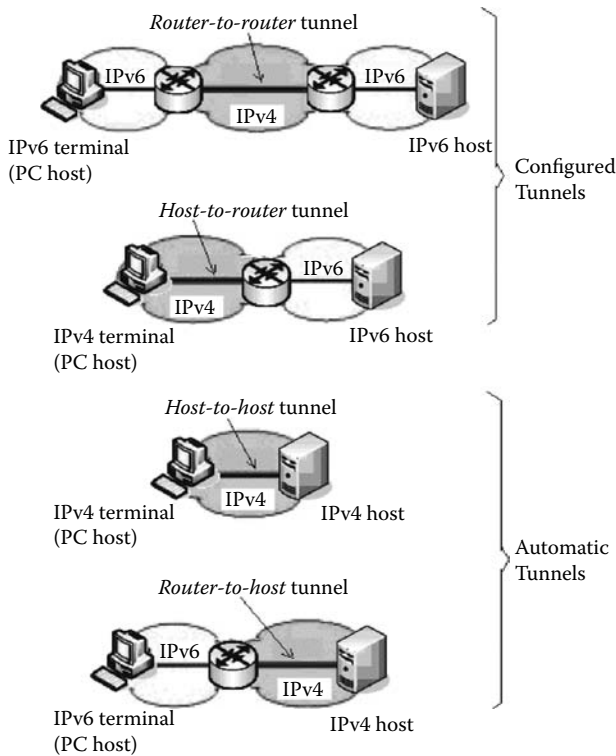 Router-to-router tunnel
IPv6
IPv6
IPv4
IPv6 terminal
(PC host)
IPv6 host
Configured
Tunnels
Host-to-router tunnel
IPv6
IPv4
IPv4 terminal
(PC host)
IPv6 host
Host-to-host tunnel
IPv4
IPv4 terminal
(PC host)
IPv4 host
Automatic
Tunnels
Router-to-host tunnel
IPv6
IPv4
IPv6 terminal
(PC host)
IPv4 host